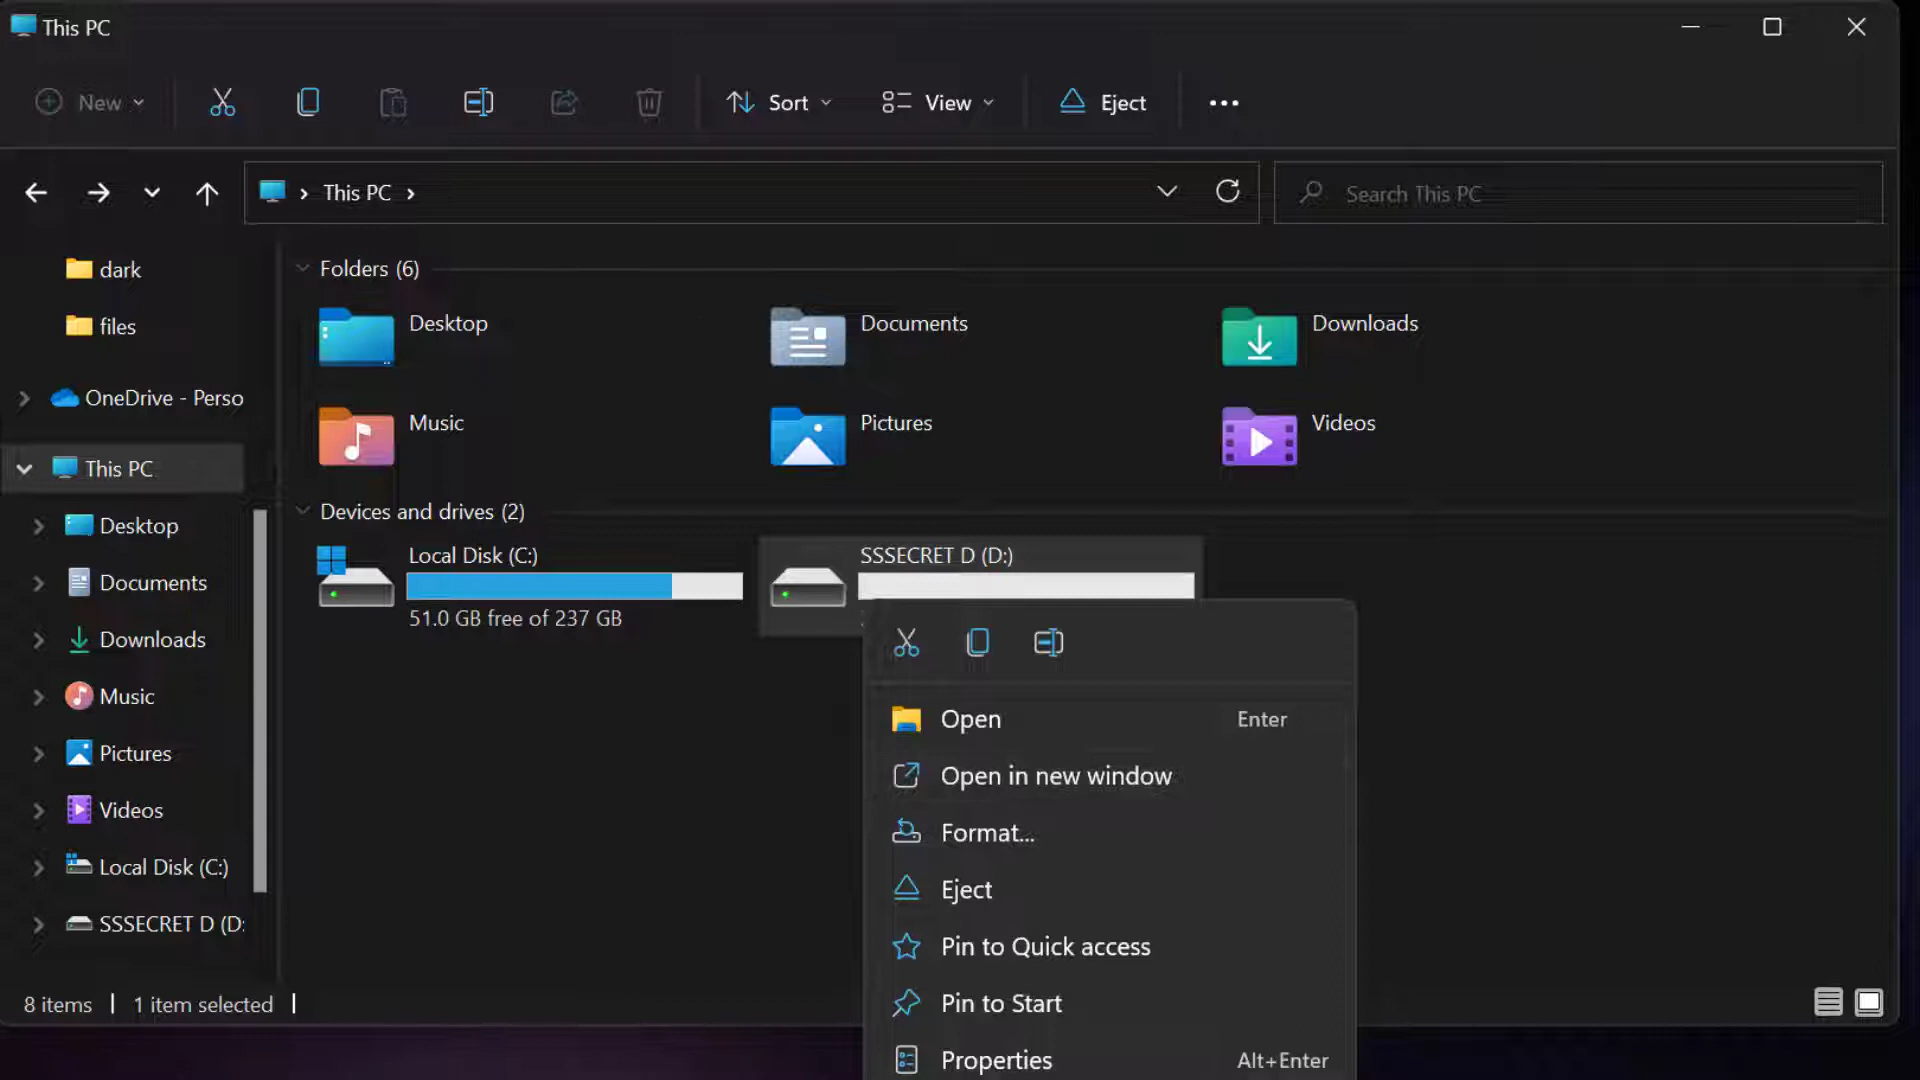 This PC
New
Sort
View
Eject
This PC
Search This PC
dark
files
OneDrive - Perso
This PC
Desktop
Documents
Downloads
Music
Pictures
Videos
Local Disk (C:)
SSSECRET D (D:
Folders (6)
Desktop
Documents
Downloads
Music
Pictures
Videos
Devices and drives (2)
Local Disk (C:)
51.0 GB free of 237 GB
SSSECRET D (D:)
Open Enter
Open in new window
Format...
Eject
Pin to Quick access
Pin to Start
Properties Alt+Enter
8 items
1 item selected